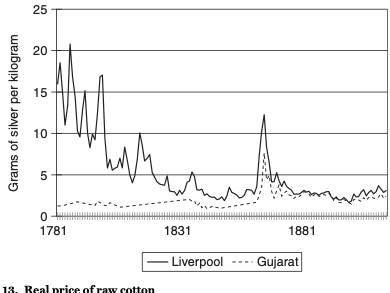 25
20
15
10
5
0
Grams of silver per kilogram
1781 1831 1881
Liverpool Gujarat
13. Real price of raw cotton